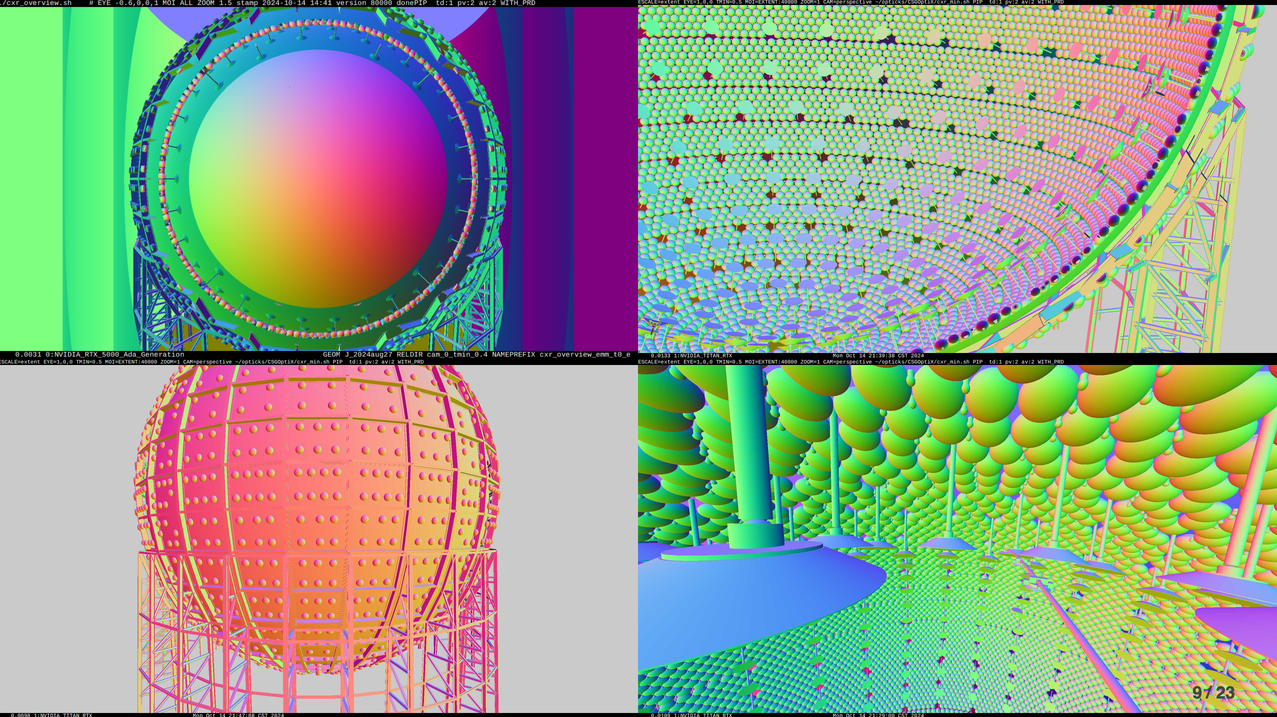 ./cxr_overview.sh    # EYE -0.6,0,0,1 MOI ALL ZOOM 1.5 stamp 2024-10-14 14:41 version 80000 donePIP  td:1 pv:2 av:2 WITH_PRD
ESCALE=extent EYE=1,0,0 TMIN=0.5 MOI=EXTENT:40000 ZOOM=1 CAM=perspective ~/opticks/CSGOptiX/cxr_min.sh PIP  td:1 pv:2 av:2 WITH_PRD
0.0031 0:NVIDIA_RTX_5000_Ada_Generation
GEOM J_2024aug27 RELDIR cam_0_tmin_0.4 NAMEPREFIX cxr_overview_emm_t0_e
0.0133 1:NVIDIA_TITAN_RTX
Mon Oct 14 21:39:38 CST 2024
ESCALE=extent EYE=1,0,0 TMIN=0.5 MOI=EXTENT:40000 ZOOM=1 CAM=perspective ~/opticks/CSGOptiX/cxr_min.sh PIP  td:1 pv:2 av:2 WITH_PRD
ESCALE=extent EYE=1,0,0 TMIN=0.5 MOI=EXTENT:40000 ZOOM=1 CAM=perspective ~/opticks/CSGOptiX/cxr_min.sh PIP  td:1 pv:2 av:2 WITH_PRD
9/23
1:NVIDIA_TITAN_RTX
Mon Oct 14 21:47:00 CST 2024
0.0109 1:NVIDIA_TITAN_RTX
Mon Oct 14 21:29:00 CST 2024